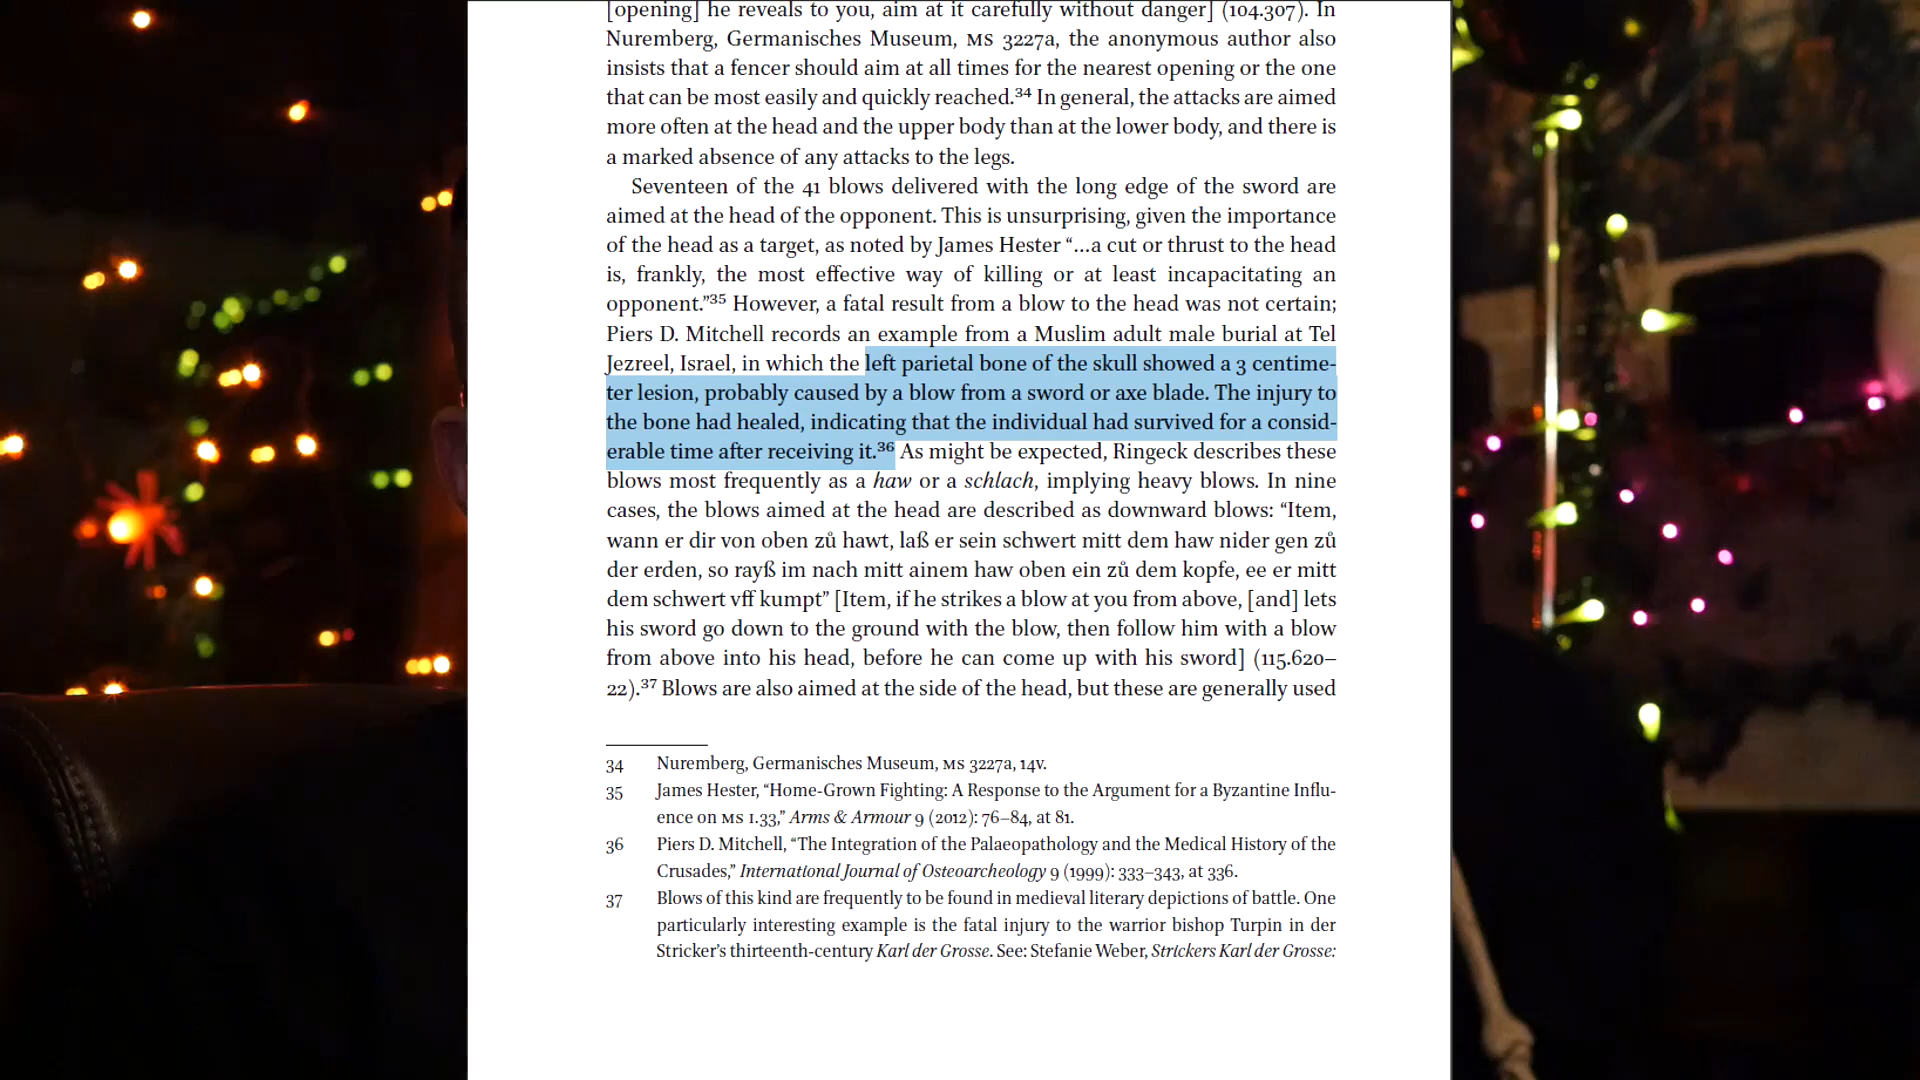 [opening] he reveals to you, aim at it carefully without danger] (104.307). In
Nuremberg, Germanisches Museum, MS 3227a, the anonymous author also
insists that a fencer should aim at all times for the nearest opening or the one
that can be most easily and quickly reached.³⁴ In general, the attacks are aimed
more often at the head and the upper body than at the lower body, and there is
a marked absence of any attacks to the legs.
Seventeen of the 41 blows delivered with the long edge of the sword are
aimed at the head of the opponent. This is unsurprising, given the importance
of the head as a target, as noted by James Hester “…a cut or thrust to the head
is, frankly, the most effective way of killing or at least incapacitating an
opponent.”³⁵ However, a fatal result from a blow to the head was not certain;
Piers D. Mitchell records an example from a Muslim adult male burial at Tel
Jezreel, Israel, in which the left parietal bone of the skull showed a 3 centime-
ter lesion, probably caused by a blow from a sword or axe blade. The injury to
the bone had healed, indicating that the individual had survived for a consid-
erable time after receiving it.³⁶ As might be expected, Ringeck describes these
blows most frequently as a haw or a schlach, implying heavy blows. In nine
cases, the blows aimed at the head are described as downward blows: “Item,
wann er dir von oben zů hawt, laß er sein schwert mitt dem haw nider gen zů
der erden, so rayß im nach mitt ainem haw oben ein zů dem kopfe, ee er mitt
dem schwert vff kumpt” [Item, if he strikes a blow at you from above, [and] lets
his sword go down to the ground with the blow, then follow him with a blow
from above into his head, before he can come up with his sword] (115.620–
22).³⁷ Blows are also aimed at the side of the head, but these are generally used
34 Nuremberg, Germanisches Museum, MS 3227a, 14v.
35 James Hester, “Home-Grown Fighting: A Response to the Argument for a Byzantine Influ-
ence on MS I.33,” Arms & Armour 9 (2012): 76–84, at 81.
36 Piers D. Mitchell, “The Integration of the Palaeopathology and the Medical History of the
Crusades,” International Journal of Osteoarcheology 9 (1999): 333–343, at 336.
37 Blows of this kind are frequently to be found in medieval literary depictions of battle. One
particularly interesting example is the fatal injury to the warrior bishop Turpin in der
Stricker’s thirteenth-century Karl der Grosse. See: Stefanie Weber, Strickers Karl der Grosse: